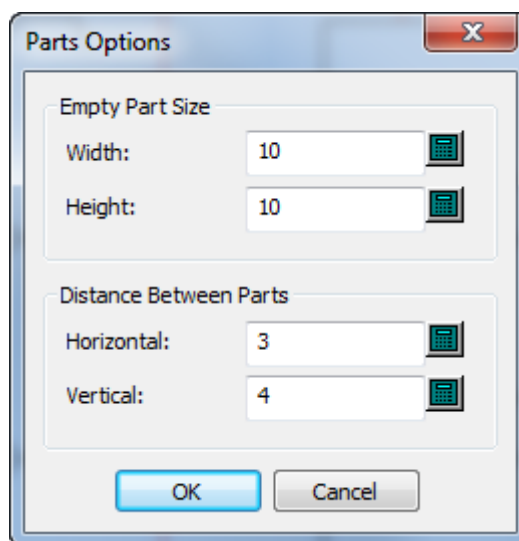 Parts Options
Empty Part Size
Width: 10
Height: 10
Distance Between Parts
Horizontal: 3
Vertical: 4
OK Cancel